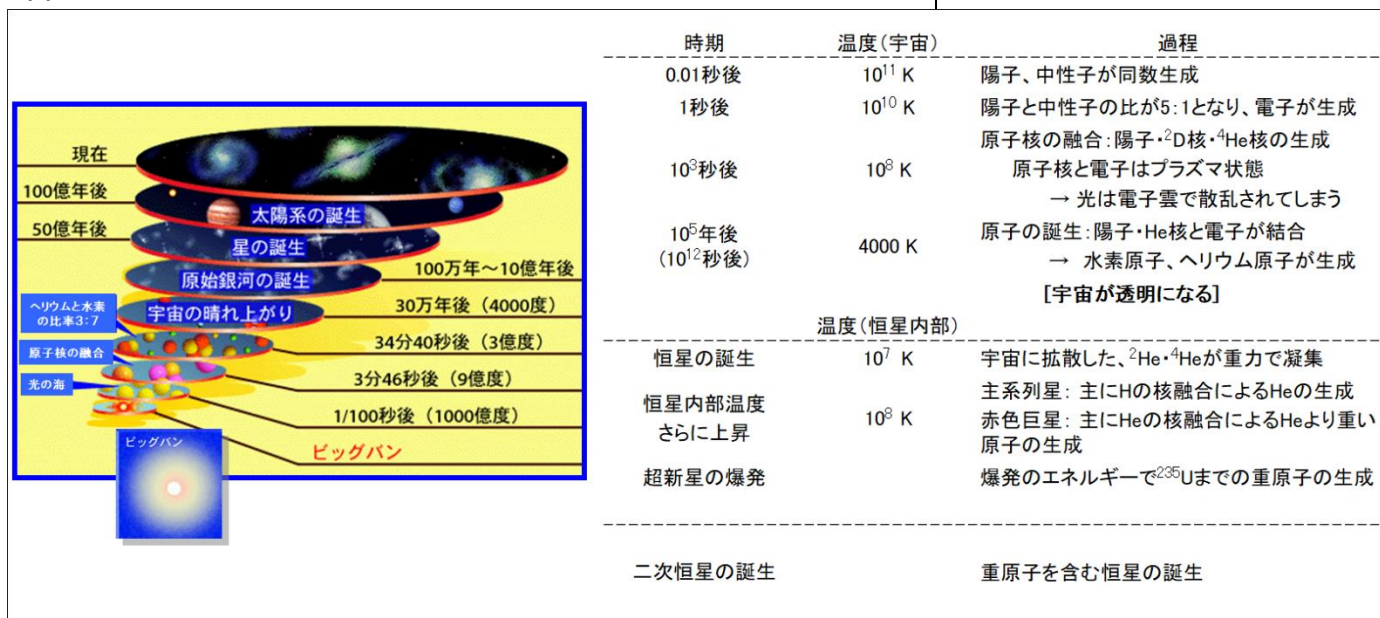 現在
100億年後
太陽系の誕生
50億年後
星の誕生
100万年～10億年後
原始銀河の誕生
ヘリウムと水素
の比率3:7
宇宙の晴れ上がり
30万年後（4000度）
原子核の融合
34分40秒後（3億度）
光の海
3分46秒後（9億度）
1/100秒後（1000億度）
ビッグバン
ビッグバン
時期 温度(宇宙) 過程
0.01秒後 10¹¹ K 陽子、中性子が同数生成
1秒後 10¹⁰ K 陽子と中性子の比が5:1となり、電子が生成
原子核の融合:陽子・²D核・⁴He核の生成
10³秒後 10⁸ K 原子核と電子はプラズマ状態
→ 光は電子雲で散乱されてしまう
10⁵年後 4000 K 原子の誕生:陽子・He核と電子が結合
(10¹²秒後) → 水素原子、ヘリウム原子が生成
[宇宙が透明になる]
温度(恒星内部)
恒星の誕生 10⁷ K 宇宙に拡散した、²He・⁴Heが重力で凝集
恒星内部温度 10⁸ K 主系列星: 主にHの核融合によるHeの生成
さらに上昇 赤色巨星: 主にHeの核融合によるHeより重い
原子の生成
超新星の爆発 爆発のエネルギーで²³⁵Uまでの重原子の生成
二次恒星の誕生 重原子を含む恒星の誕生